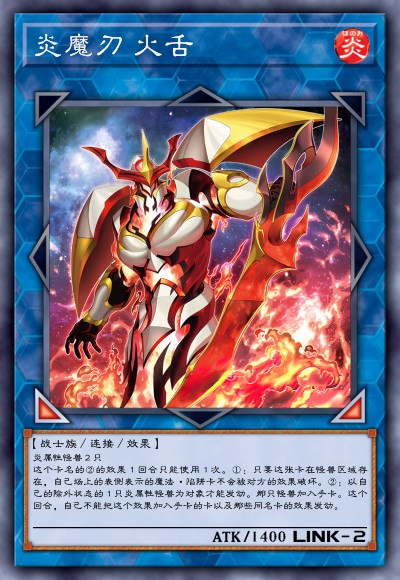 炎魔刃 火舌
ほのお
炎
【战士族／连接／效果】
炎属性怪兽２只
这个卡名的②的效果１回合只能使用１次。①：只要这张卡在怪兽区域存
在，自己场上的表侧表示的魔法·陷阱卡不会被对方的效果破坏。②：以自
己的除外状态的１只炎属性怪兽为对象才能发动。那只怪兽加入手卡。这个
回合，自己不能把这个效果加入手卡的卡以及那些同名卡的效果发动。
ATK/1400 LINK-2